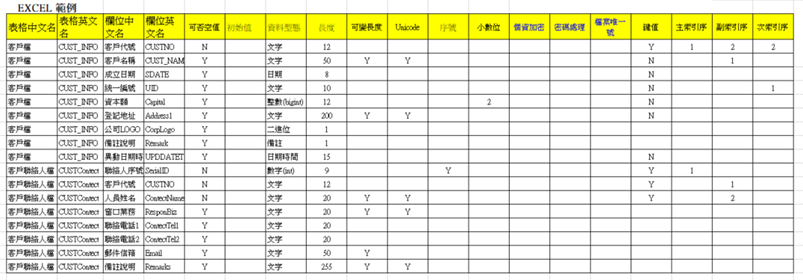 EXCEL 範例
表格中文名 表格英文名 欄位中文名 欄位英文名 可否空值 初始值 資料型態 長度 可變長度 Unicode 序號 小數位 個資加密 密碼處理 檔案唯一號 鍵值 主索引序 副索引序 次索引序
客戶檔 CUST_INFO 客戶代號 CUSTNO N 文字 12 Y 1 2 2
客戶檔 CUST_INFO 客戶名稱 CUST_NAM Y 文字 50 Y Y N 1
客戶檔 CUST_INFO 成立日期 SDATE Y 日期 8 N
客戶檔 CUST_INFO 統一編號 UID Y 文字 10 N 1
客戶檔 CUST_INFO 資本額 Capital Y 整數(bigint) 12 2 N
客戶檔 CUST_INFO 登記地址 Address1 Y 文字 200 Y Y N
客戶檔 CUST_INFO 公司LOGO CorpLogo Y 二進位 1
客戶檔 CUST_INFO 備註說明 Remark Y 備註 1
客戶檔 CUST_INFO 異動日期時 UPDDATET Y 日期時間 15 N
客戶聯絡人檔 CUSTContect 聯絡人序號 SerialID N 數字(int) 9 Y Y 1
客戶聯絡人檔 CUSTContect 客戶代號 CUSTNO N 文字 12 Y 1
客戶聯絡人檔 CUSTContect 人員姓名 ContectName N 文字 20 Y Y Y 2
客戶聯絡人檔 CUSTContect 窗口業務 ResponBiz Y 文字 20 Y Y
客戶聯絡人檔 CUSTContect 聯絡電話1 ContectTel1 Y 文字 20
客戶聯絡人檔 CUSTContect 聯絡電話2 ContectTel2 Y 文字 20
客戶聯絡人檔 CUSTContect 郵件信箱 Email Y 文字 50 Y
客戶聯絡人檔 CUSTContect 備註說明 Remarks Y 文字 255 Y Y